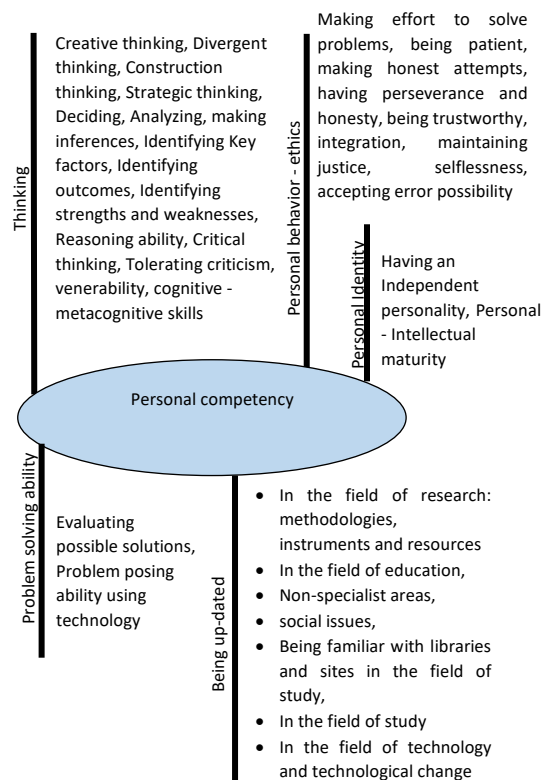 Thinking
Creative thinking, Divergent
thinking, Construction
thinking, Strategic thinking,
Deciding, Analyzing, making
inferences, Identifying Key
factors, Identifying
outcomes, Identifying
strengths and weaknesses,
Reasoning ability, Critical
thinking, Tolerating criticism,
venerability, cognitive -
metacognitive skills
Personal behavior - ethics
Making effort to solve
problems, being patient,
making honest attempts,
having perseverance and
honesty, being trustworthy,
integration, maintaining
justice, selflessness,
accepting error possibility
Personal Identity
Having an
Independent
personality, Personal
- Intellectual
maturity
Personal competency
Problem solving ability
Evaluating
possible solutions,
Problem posing
ability using
technology
Being up-dated
• In the field of research:
methodologies,
instruments and resources
• In the field of education,
• Non-specialist areas,
• social issues,
• Being familiar with libraries
and sites in the field of
study,
• In the field of study
• In the field of technology
and technological change